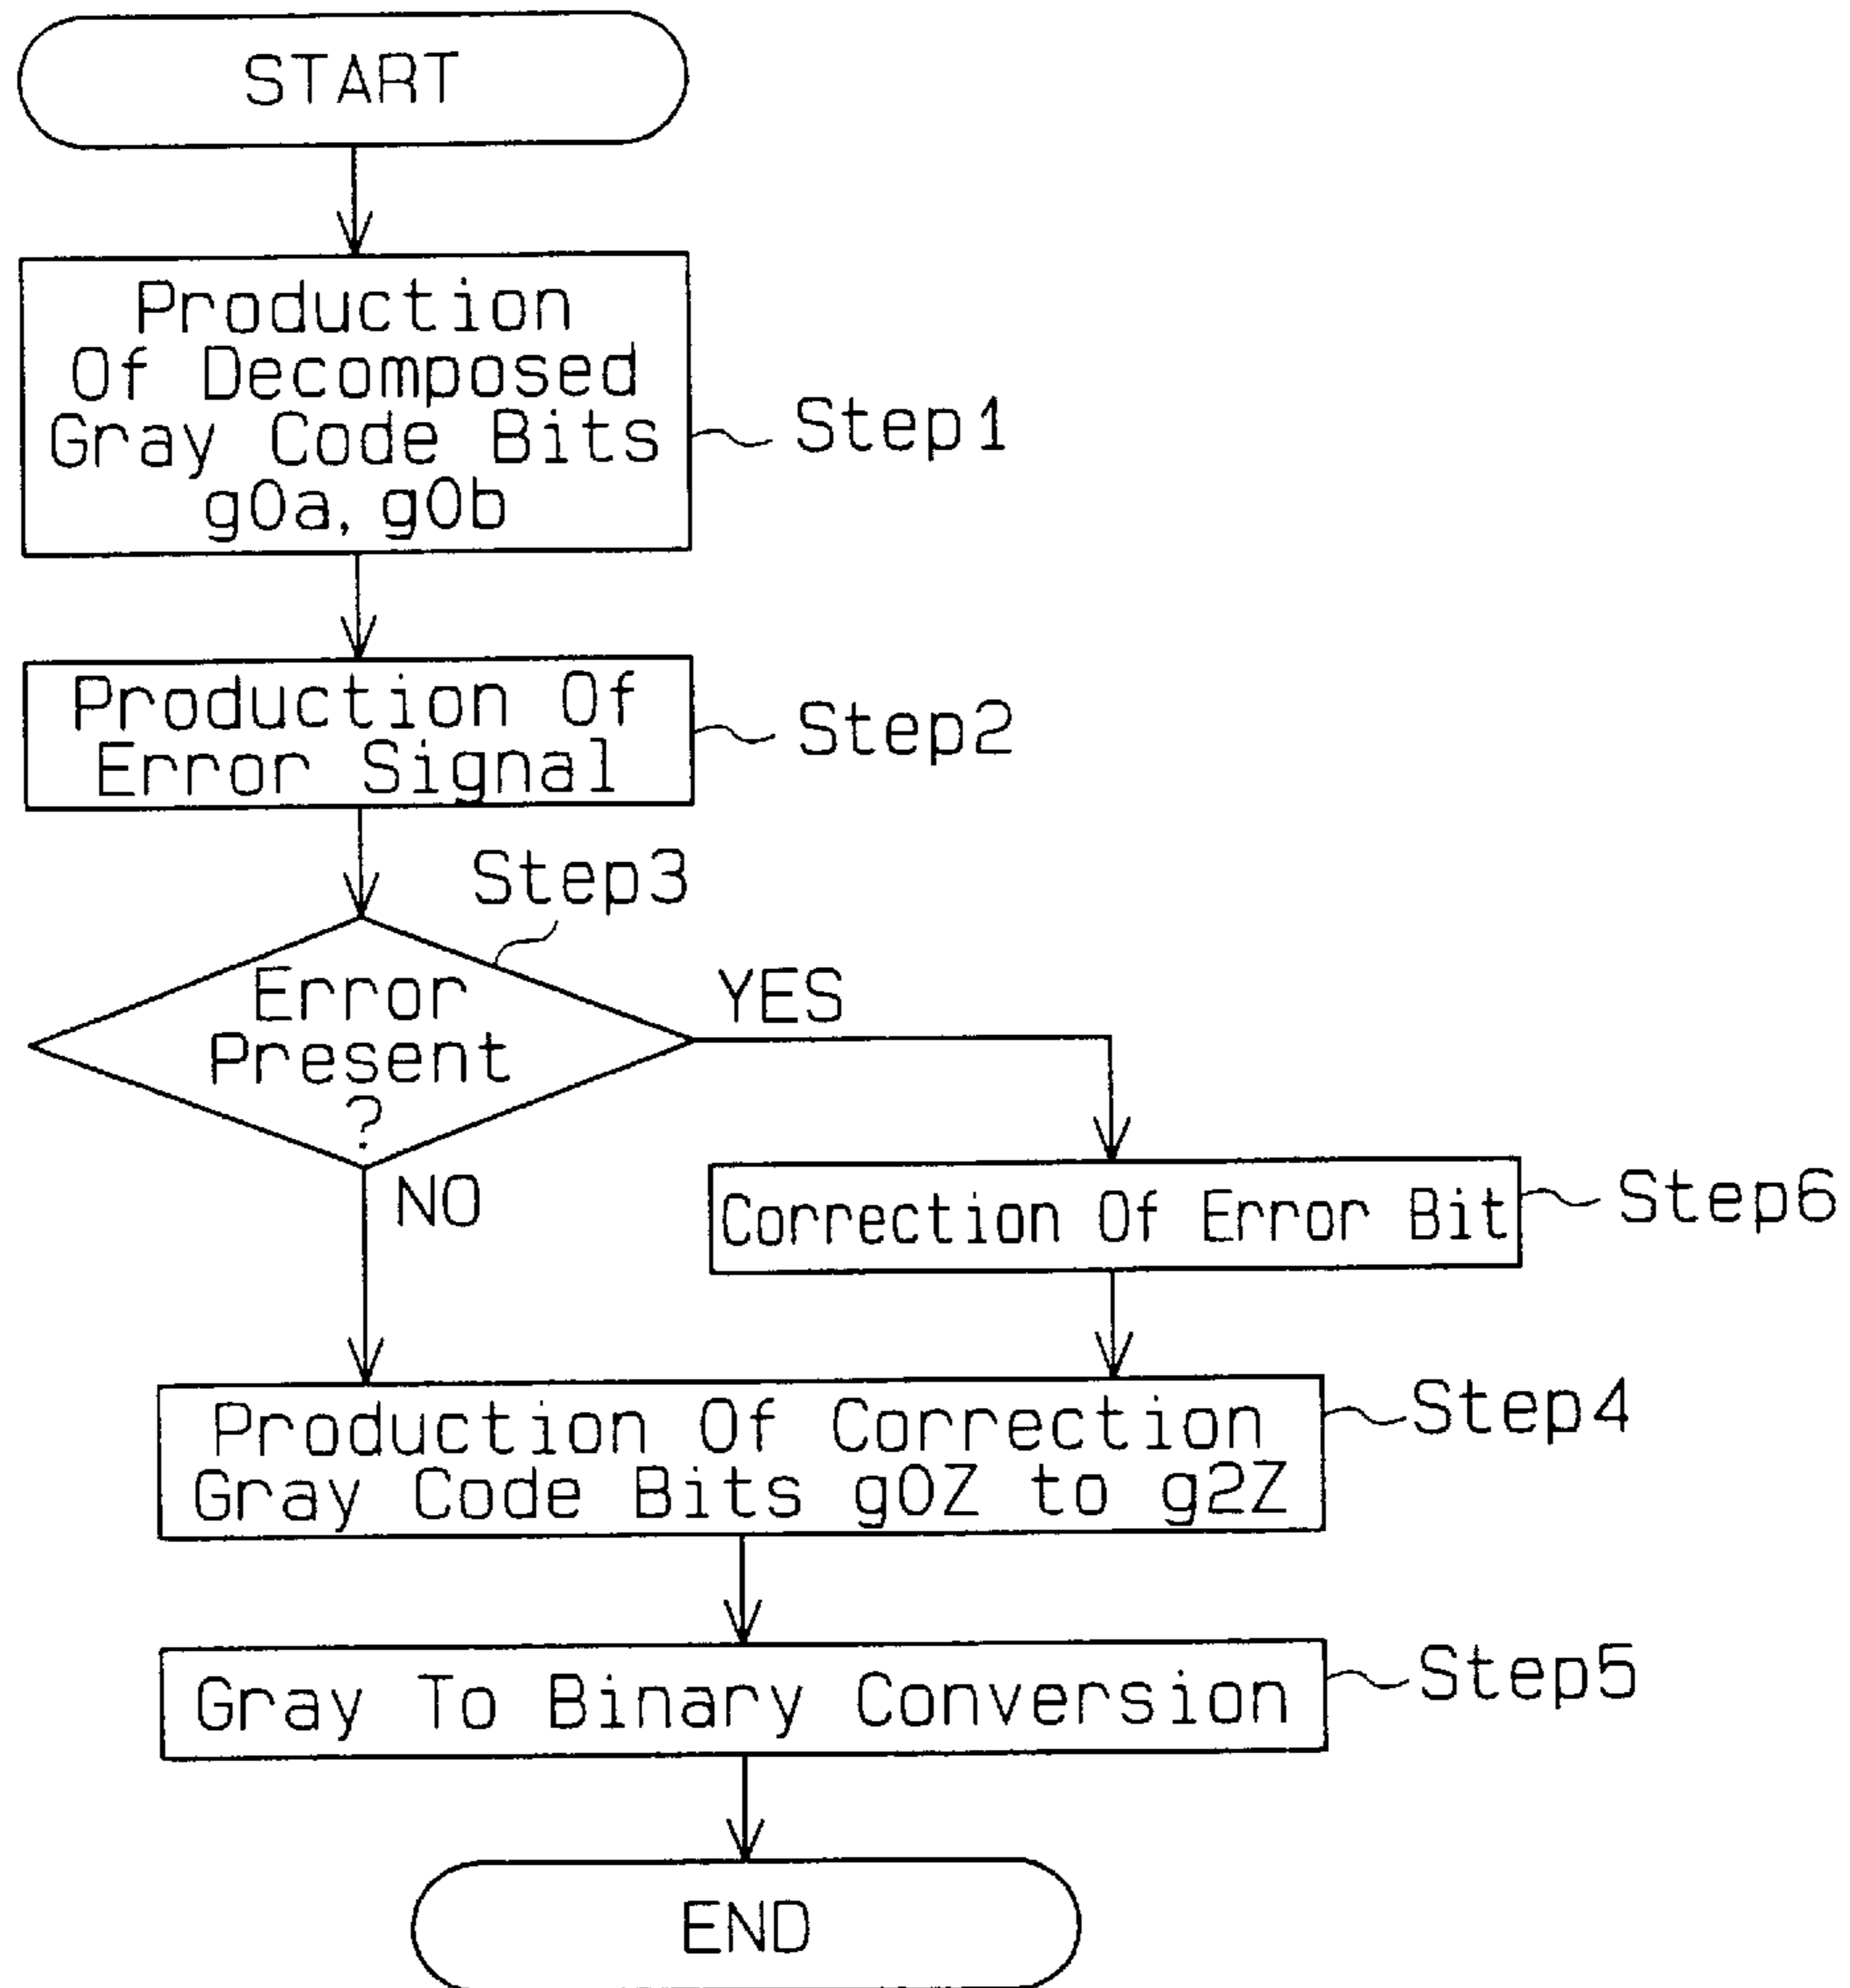 START
Production
Of Decomposed
Gray Code Bits
g0a, g0b
Step1
Production Of
Error Signal
Step2
Step3
Error
Present
?
YES
NO
Correction Of Error Bit
Step6
Production Of Correction
Gray Code Bits g0Z to g2Z
Step4
Gray To Binary Conversion
Step5
END